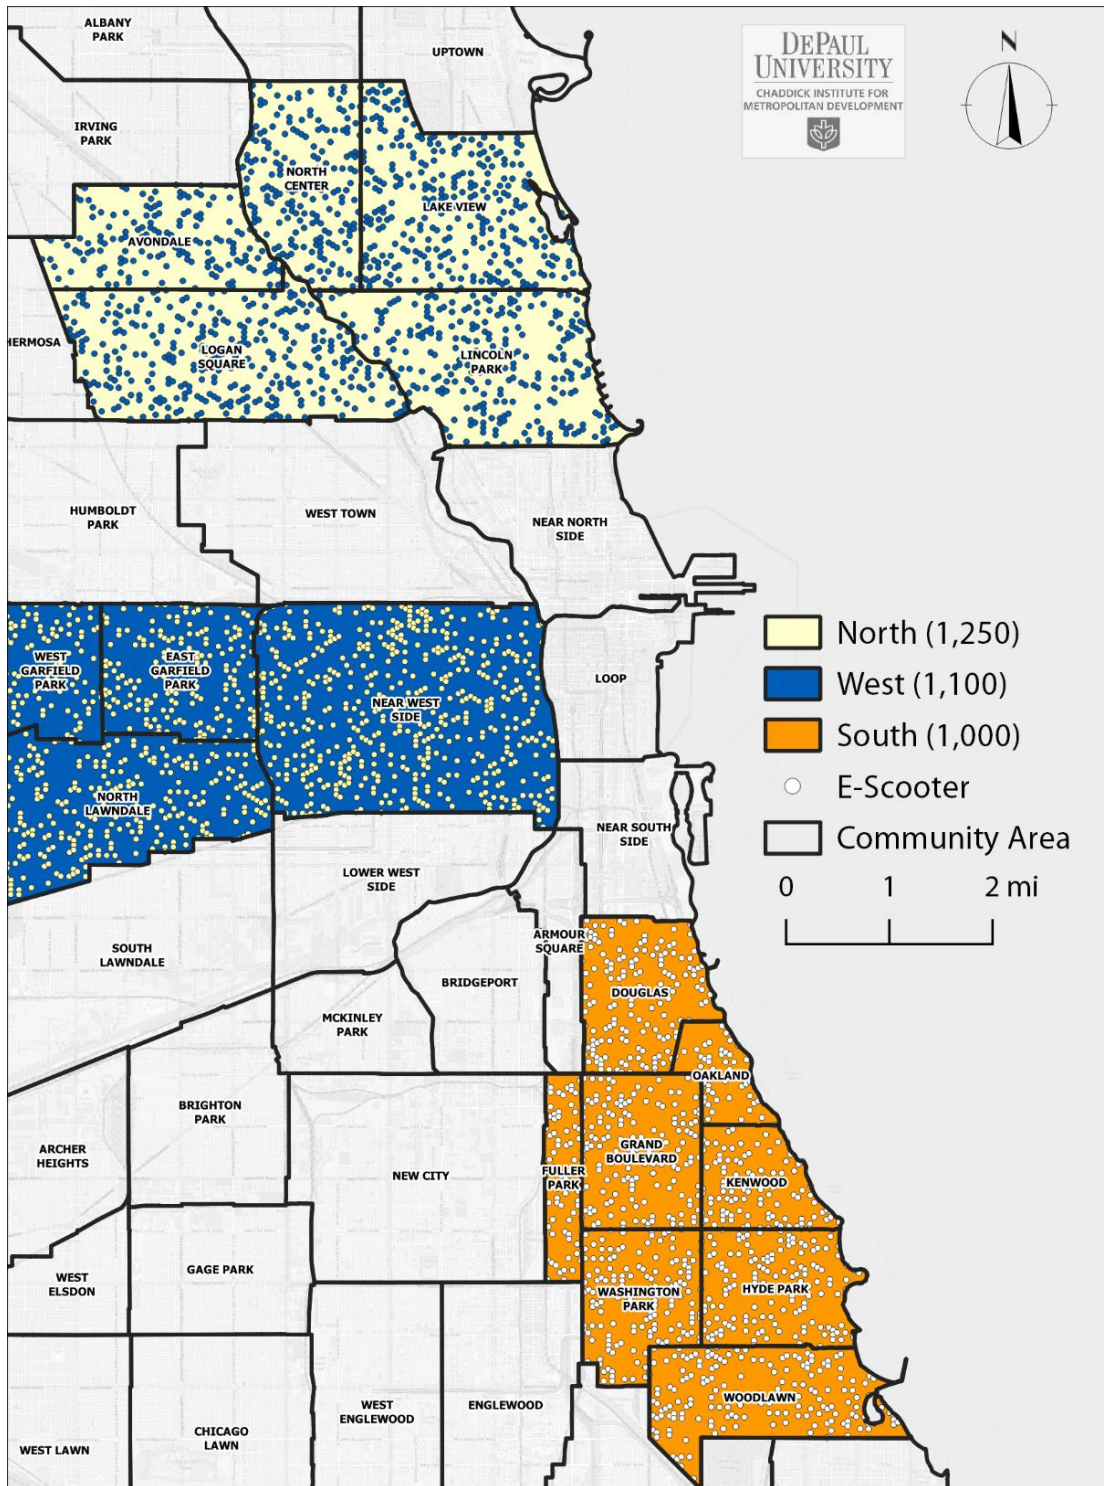 ALBANY
PARK
UPTOWN
DEPAUL
UNIVERSITY
CHADDICK INSTITUTE FOR
METROPOLITAN DEVELOPMENT
N
IRVING
PARK
NORTH
CENTER
LAKE VIEW
AVONDALE
HERMOSA
LOGAN
SQUARE
LINCOLN
PARK
HUMBOLDT
PARK
WEST TOWN
NEAR NORTH
SIDE
WEST
GARFIELD
PARK
EAST
GARFIELD
PARK
NEAR WEST
SIDE
LOOP
North (1,250)
West (1,100)
South (1,000)
E-Scooter
Community Area
0 1 2 mi
NORTH
LAWNDALE
NEAR SOUTH
SIDE
LOWER WEST
SIDE
SOUTH
LAWNDALE
ARMOUR
SQUARE
BRIDGEPORT
DOUGLAS
MCKINLEY
PARK
OAKLAND
BRIGHTON
PARK
ARCHER
HEIGHTS
NEW CITY
FULLER
PARK
GRAND
BOULEVARD
KENWOOD
WEST
ELSDON
GAGE PARK
WASHINGTON
PARK
HYDE PARK
WEST
ENGLEWOOD
ENGLEWOOD
WOODLAWN
WEST LAWN
CHICAGO
LAWN